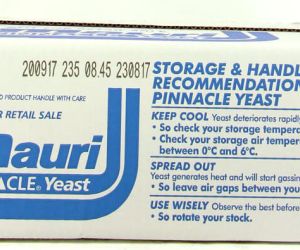 200917 235 08.45 230817
D PRODUCT HANDLE WITH CARE
R RETAIL SALE
Mauri
NACLE® Yeast
STORAGE & HANDL
RECOMMENDATION
PINNACLE YEAST
KEEP COOL Yeast deteriorates rapidly
• So check your storage temper
• Check storage air temper
between 0°C and 6°C.
SPREAD OUT
Yeast generates heat and will start gassin
• So leave air gaps between you
USE WISELY Observe the best before
• So rotate your stock.